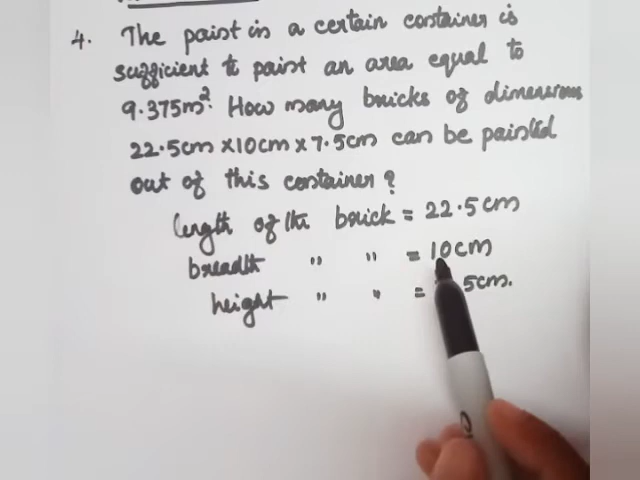 4. The paint in a certain container is
sufficient to paint an area equal to
9.375m². How many bricks of dimensions
22.5cm×10cm×7.5cm can be painted
out of this container?
length of the brick = 22.5cm
breadth " " = 10cm
height " " = 5cm.